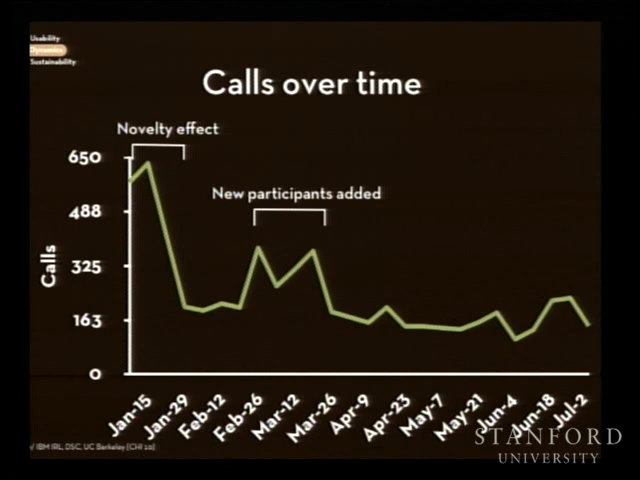 Usability
Dynamics
Sustainability
Calls over time
Novelty effect
New participants added
650
488
325
163
0
Calls
Jan-15
Jan-29
Feb-12
Feb-26
Mar-12
Mar-26
Apr-9
Apr-23
May-7
May-21
Jun-4
Jun-18
Jul-2
/ IBM IRL, DSC, UC Berkeley [CHI 10]
STANFORD
UNIVERSITY